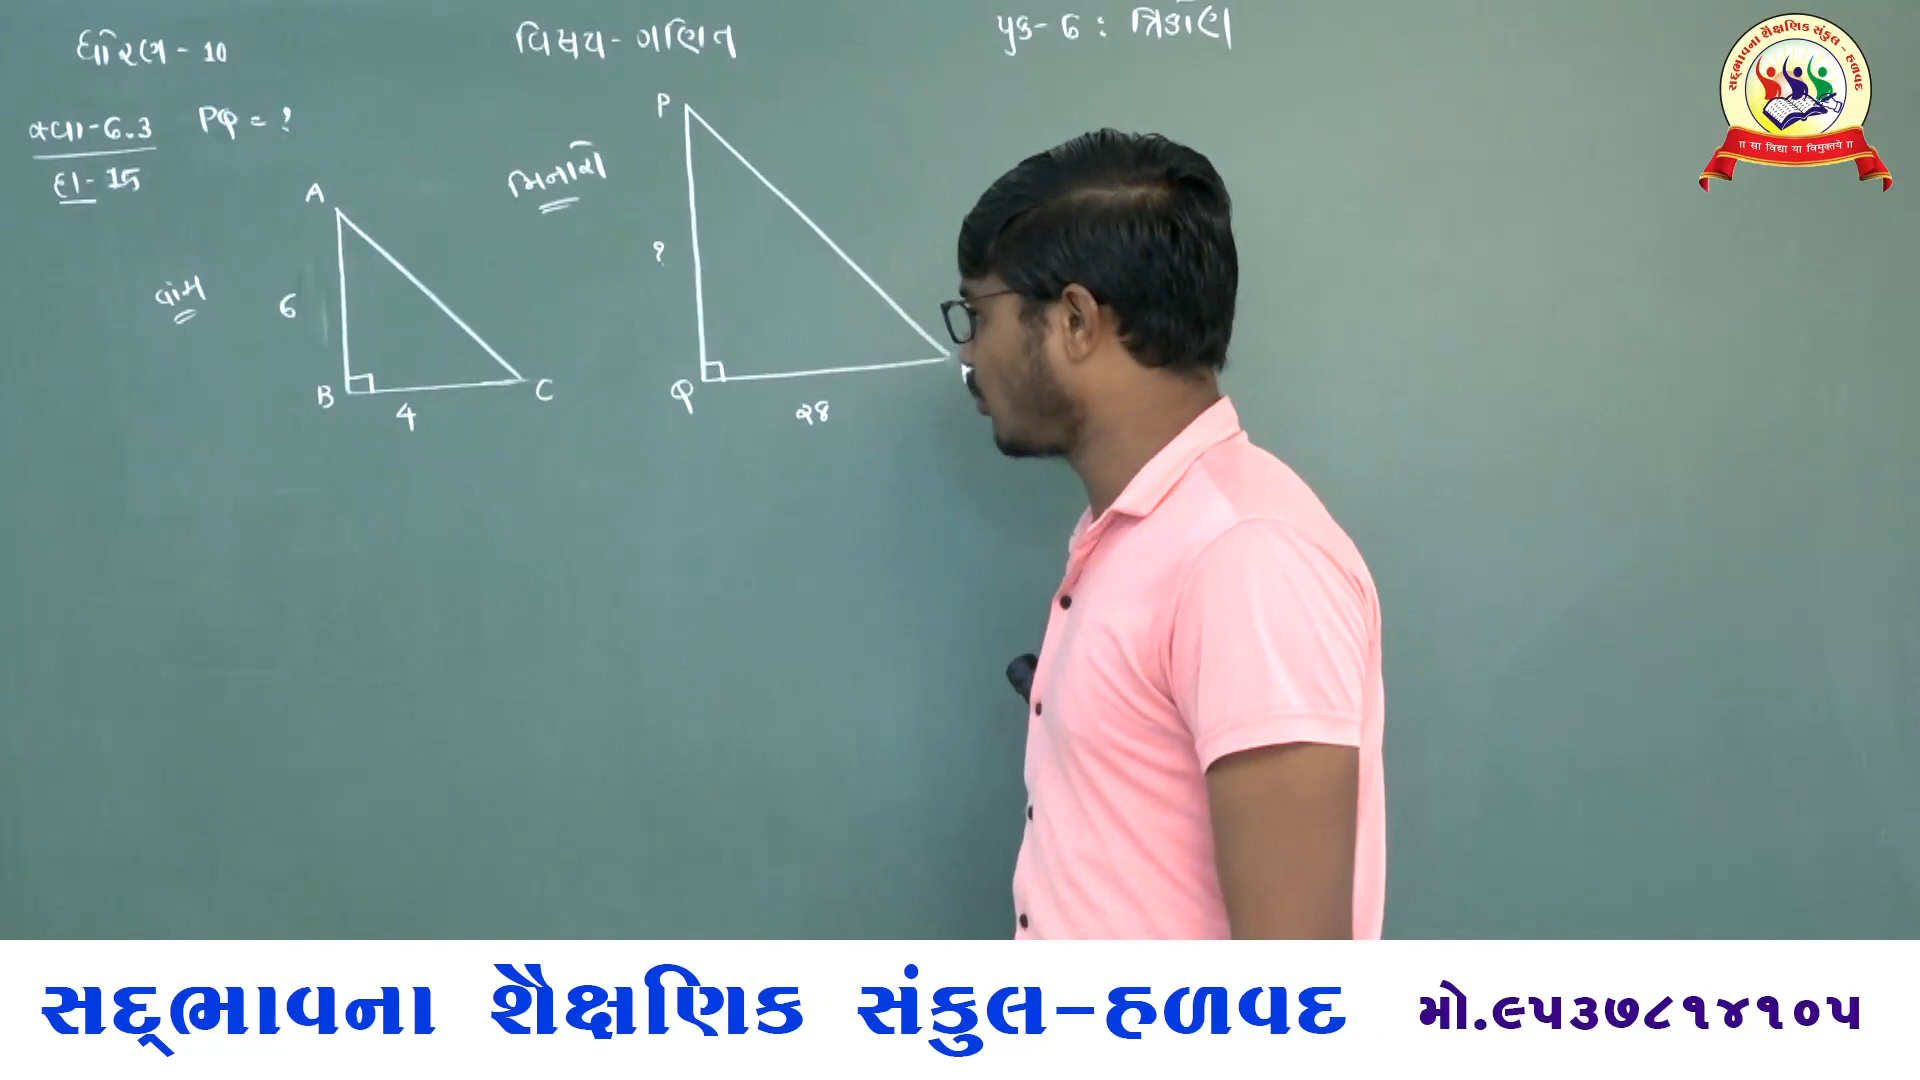 ધોરણ - 10
વિષય - ગણિત
પ્રક - 6 : ત્રિકોણ
સ્વા - 6.3
PQ = ?
દા - 15
વાંસ
A
6
B
4
C
મિનારો
P
?
Q
૨૪
સદ્ભાવના શૈક્ષણિક સંકુલ - હળવદ
॥ सा विद्या या विमुक्तये ॥
સદ્ભાવના શૈક્ષણિક સંકુલ-હળવદ
મો.૯૫૩૭૮૧૪૧૦૫